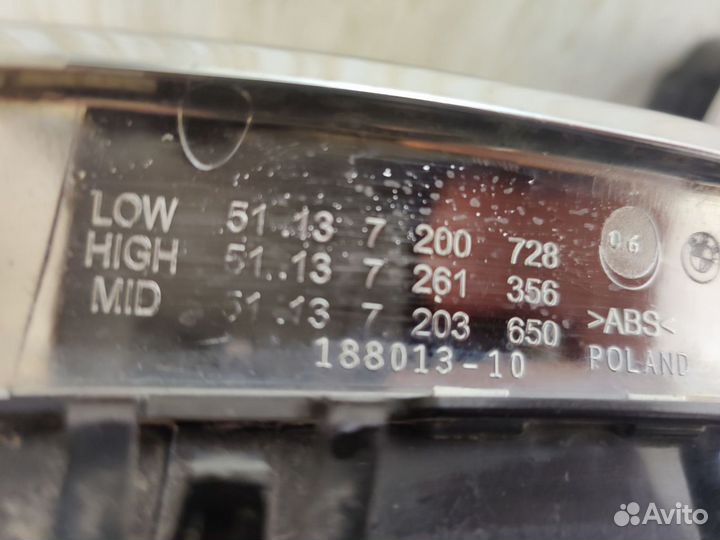 LOW 51.13 7 200 728
HIGH 51.13 7 261 356
MID 51.13 7 203 650
188013-10
06
>ABS<
POLAND
Avito